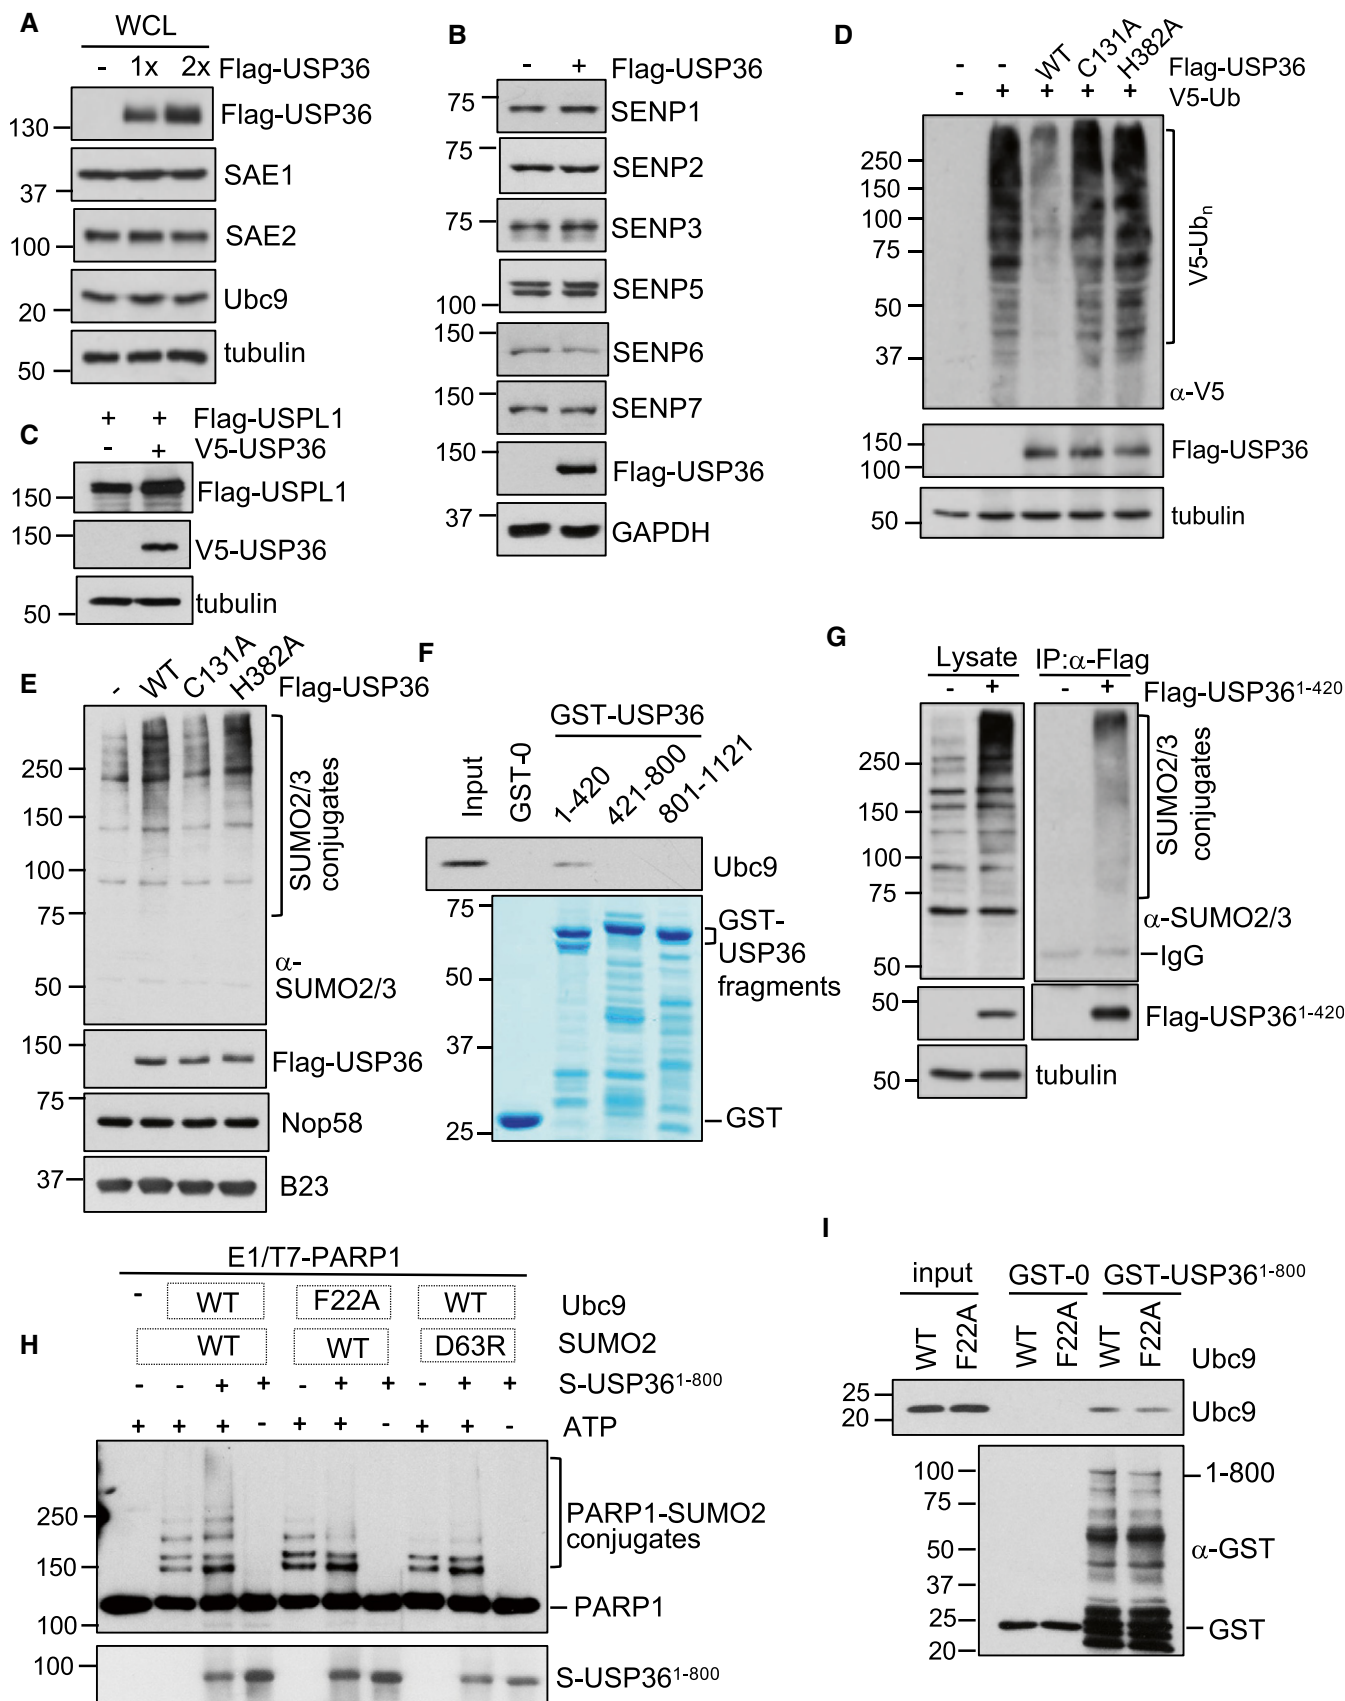 A
WCL
- 1x 2x Flag-USP36
130 Flag-USP36
37 SAE1
100 SAE2
20 Ubc9
50 tubulin
B
- + Flag-USP36
75 SENP1
75 SENP2
75 SENP3
100 SENP5
150 SENP6
150 SENP7
150 Flag-USP36
37 GAPDH
C
+ + Flag-USPL1
- + V5-USP36
150 Flag-USPL1
150 V5-USP36
50 tubulin
D
- - WT C131A H382A Flag-USP36
- + + + + V5-Ub
250
150
100
75
50
37
V5-Ubn
α-V5
150
100
Flag-USP36
50 tubulin
E
- WT C131A H382A Flag-USP36
250
150
100
75
50
SUMO2/3
conjugates
α-
SUMO2/3
150 Flag-USP36
75 Nop58
37 B23
F
GST-USP36
Input GST-0 1-420 421-800 801-1121
Ubc9
75
50
37
25
GST-
USP36
fragments
GST
G
Lysate IP:α-Flag
- + - + Flag-USP361-420
250
150
100
75
50
SUMO2/3
conjugates
α-SUMO2/3
IgG
50 Flag-USP361-420
50 tubulin
H
E1/T7-PARP1
- WT F22A WT Ubc9
WT WT D63R SUMO2
- - + + - + + - + + S-USP361-800
+ + + - + + - + + - ATP
250
150
100
PARP1-SUMO2
conjugates
PARP1
100 S-USP361-800
I
input GST-0 GST-USP361-800
WT F22A WT F22A WT F22A Ubc9
25
20
Ubc9
100
75
50
37
25
20
1-800
α-GST
GST